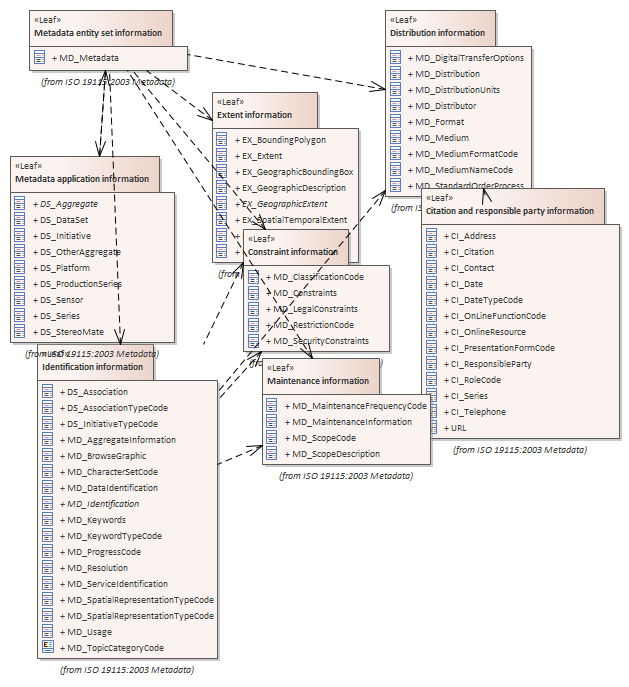 «Leaf»
Metadata entity set information
+ MD_Metadata
(from ISO 19115:2003 Metadata)
«Leaf»
Distribution information
+ MD_DigitalTransferOptions
+ MD_Distribution
+ MD_DistributionUnits
+ MD_Distributor
+ MD_Format
+ MD_Medium
+ MD_MediumFormatCode
+ MD_MediumNameCode
+ MD_StandardOrderProcess
(from IS
«Leaf»
Extent information
+ EX_BoundingPolygon
+ EX_Extent
+ EX_GeographicBoundingBox
+ EX_GeographicDescription
+ EX_GeographicExtent
+ EX_SpatialTemporalExtent
+
+
(from
«Leaf»
Metadata application information
+ DS_Aggregate
+ DS_DataSet
+ DS_Initiative
+ DS_OtherAggregate
+ DS_Platform
+ DS_ProductionSeries
+ DS_Sensor
+ DS_Series
+ DS_StereoMate
(from ISO 19115:2003 Metadata)
«Leaf»
Citation and responsible party information
+ CI_Address
+ CI_Citation
+ CI_Contact
+ CI_Date
+ CI_DateTypeCode
+ CI_OnLineFunctionCode
+ CI_OnlineResource
+ CI_PresentationFormCode
+ CI_ResponsibleParty
+ CI_RoleCode
+ CI_Series
+ CI_Telephone
+ URL
(from ISO 19115:2003 Metadata)
«Leaf»
Constraint information
+ MD_ClassificationCode
+ MD_Constraints
+ MD_LegalConstraints
+ MD_RestrictionCode
+ MD_SecurityConstraints
«Leaf»
Maintenance information
+ MD_MaintenanceFrequencyCode
+ MD_MaintenanceInformation
+ MD_ScopeCode
+ MD_ScopeDescription
(from ISO 19115:2003 Metadata)
«Leaf»
Identification information
+ DS_Association
+ DS_AssociationTypeCode
+ DS_InitiativeTypeCode
+ MD_AggregateInformation
+ MD_BrowseGraphic
+ MD_CharacterSetCode
+ MD_DataIdentification
+ MD_Identification
+ MD_Keywords
+ MD_KeywordTypeCode
+ MD_ProgressCode
+ MD_Resolution
+ MD_ServiceIdentification
+ MD_SpatialRepresentationTypeCode
+ MD_SpatialRepresentationTypeCode
+ MD_Usage
+ MD_TopicCategoryCode
(from ISO 19115:2003 Metadata)